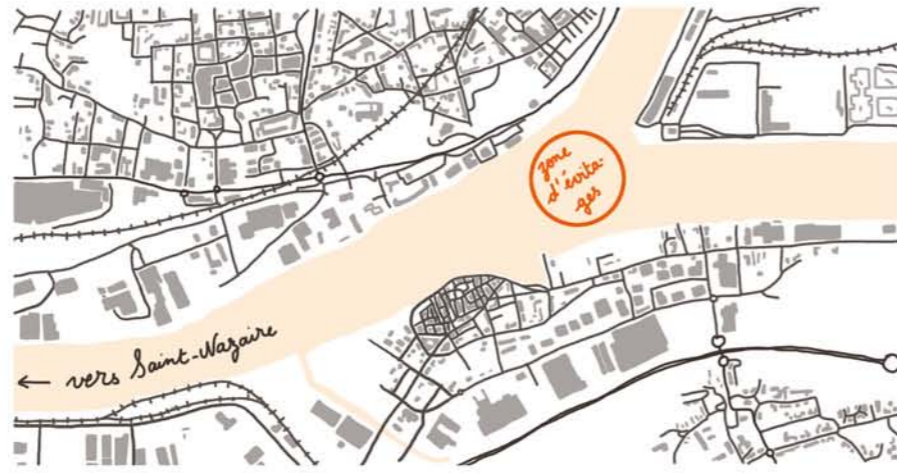 zone
d'évita-
ges
← vers Saint-Nazaire